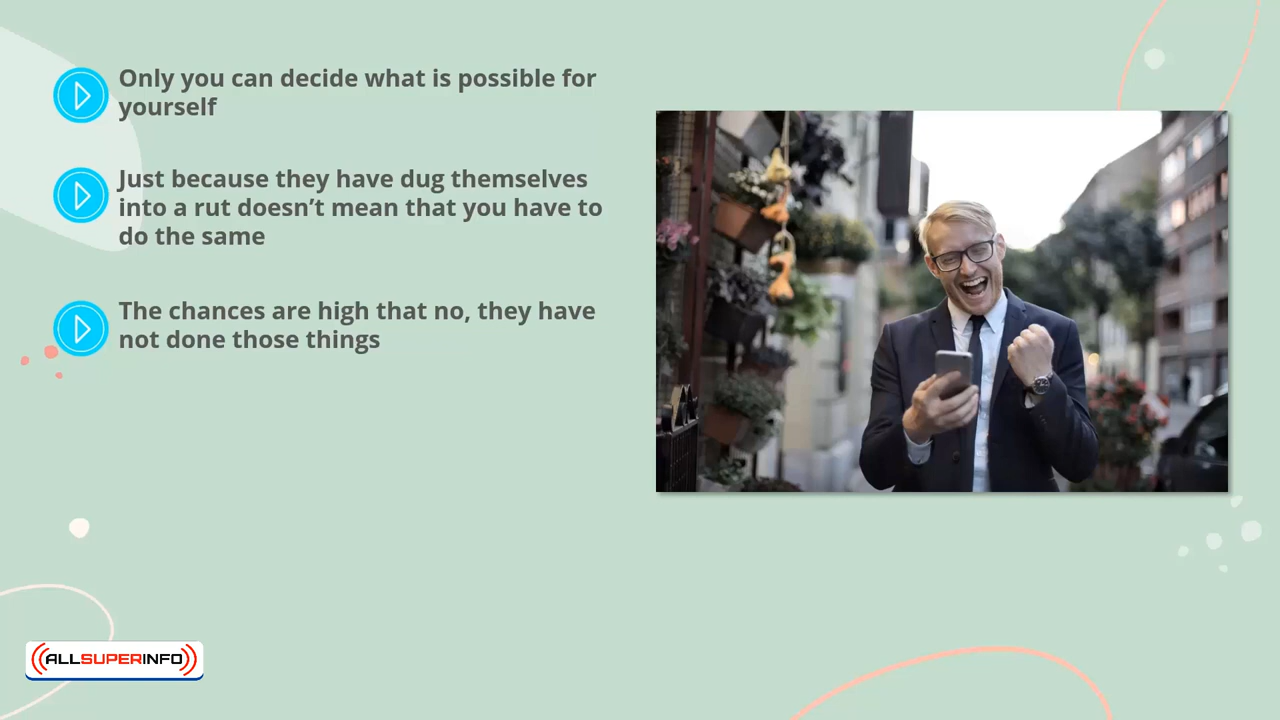 Only you can decide what is possible for
yourself
Just because they have dug themselves
into a rut doesn’t mean that you have to
do the same
The chances are high that no, they have
not done those things
ALLSUPERINFO